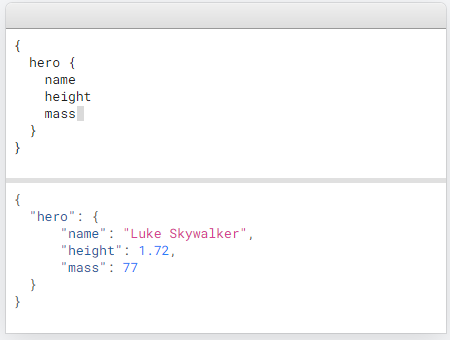 {
  hero {
    name
    height
    mass
  }
}
{
  "hero": {
      "name": "Luke Skywalker",
      "height": 1.72,
      "mass": 77
  }
}